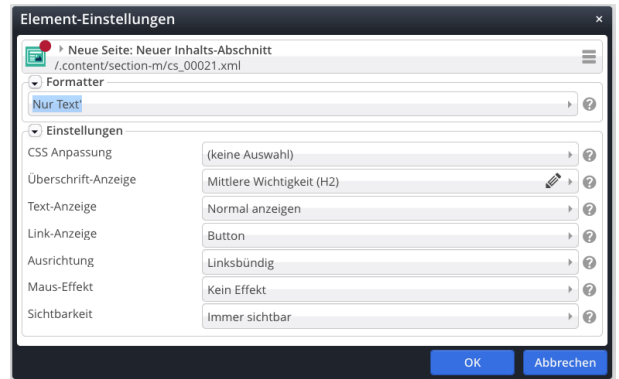 Element-Einstellungen ×
Neue Seite: Neuer Inhalts-Abschnitt
/.content/section-m/cs_00021.xml
Formatter
Nur Text'
Einstellungen
CSS Anpassung (keine Auswahl)
Überschrift-Anzeige Mittlere Wichtigkeit (H2)
Text-Anzeige Normal anzeigen
Link-Anzeige Button
Ausrichtung Linksbündig
Maus-Effekt Kein Effekt
Sichtbarkeit Immer sichtbar
OK Abbrechen